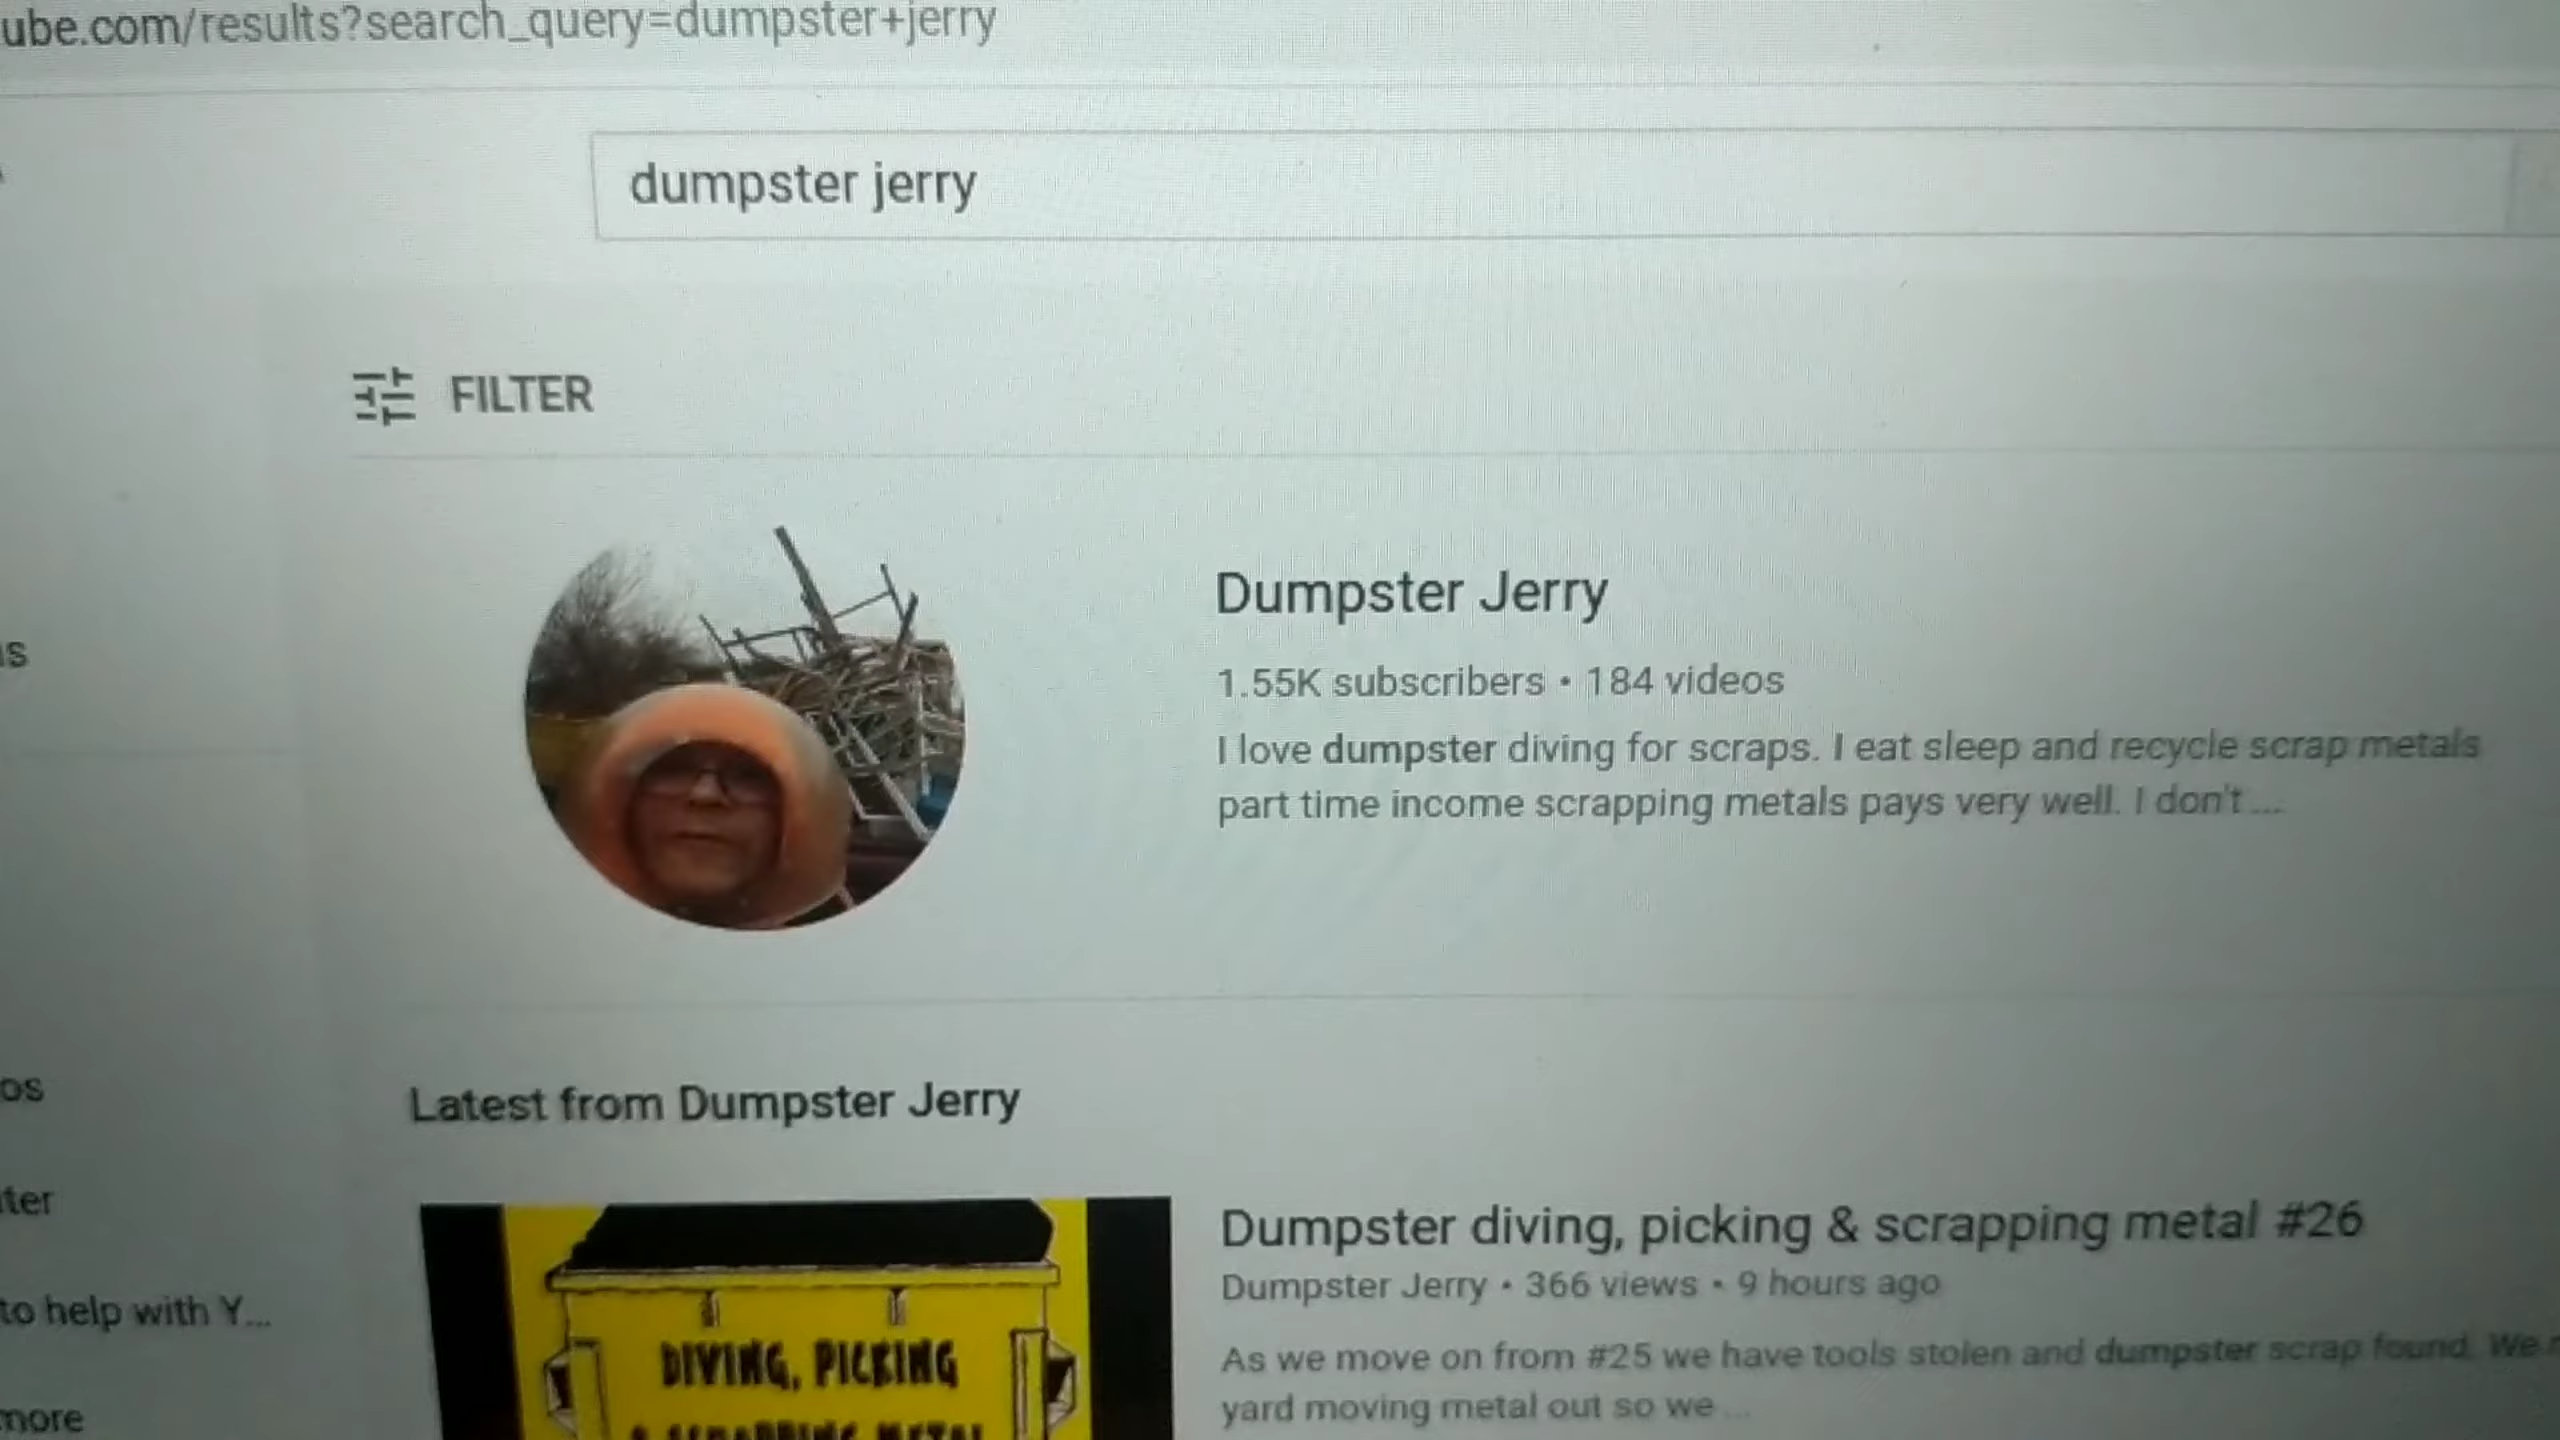 ube.com/results?search_query=dumpster+jerry
dumpster jerry
FILTER
Dumpster Jerry
1.55K subscribers • 184 videos
I love dumpster diving for scraps. I eat sleep and recycle scrap metals
part time income scrapping metals pays very well. I don't ...
is
os
Latest from Dumpster Jerry
ter
to help with Y...
more
Dumpster diving, picking & scrapping metal #26
Dumpster Jerry • 366 views • 9 hours ago
As we move on from #25 we have tools stolen and dumpster scrap found. We
yard moving metal out so we ...
DIVING, PICKING
& SCRAPPING METAL